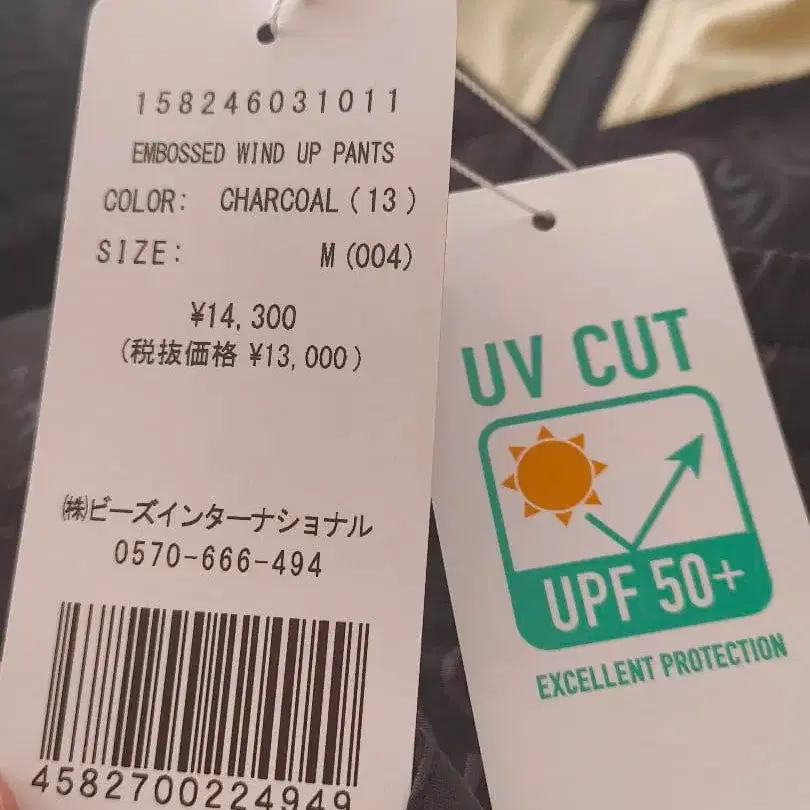 158246031011
EMBOSSED WIND UP PANTS
COLOR: CHARCOAL (13)
SIZE: M(004)
¥14,300
(税抜価格 ¥13,000)
㈱ビーズインターナショナル
0570-666-494
4582700224949
UV CUT
UPF 50+
EXCELLENT PROTECTION